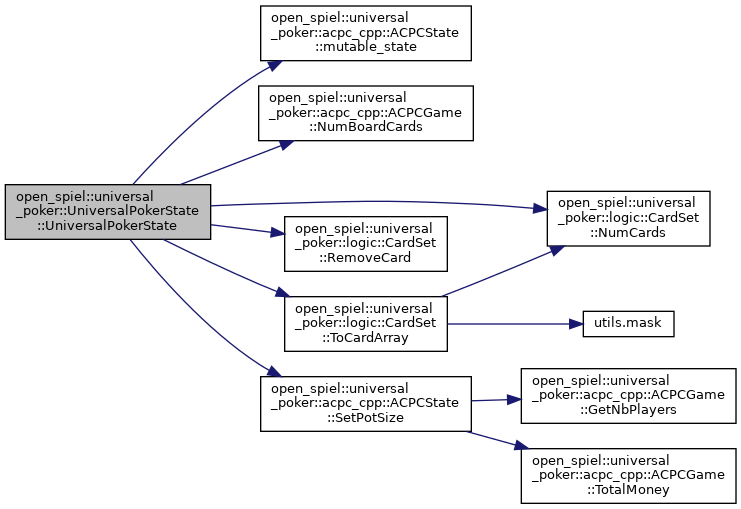 open_spiel::universal
_poker::acpc_cpp::ACPCState
::mutable_state
open_spiel::universal
_poker::acpc_cpp::ACPCGame
::NumBoardCards
open_spiel::universal
_poker::UniversalPokerState
::UniversalPokerState
open_spiel::universal
_poker::logic::CardSet
::NumCards
open_spiel::universal
_poker::logic::CardSet
::RemoveCard
open_spiel::universal
_poker::logic::CardSet
::ToCardArray
utils.mask
open_spiel::universal
_poker::acpc_cpp::ACPCState
::SetPotSize
open_spiel::universal
_poker::acpc_cpp::ACPCGame
::GetNbPlayers
open_spiel::universal
_poker::acpc_cpp::ACPCGame
::TotalMoney